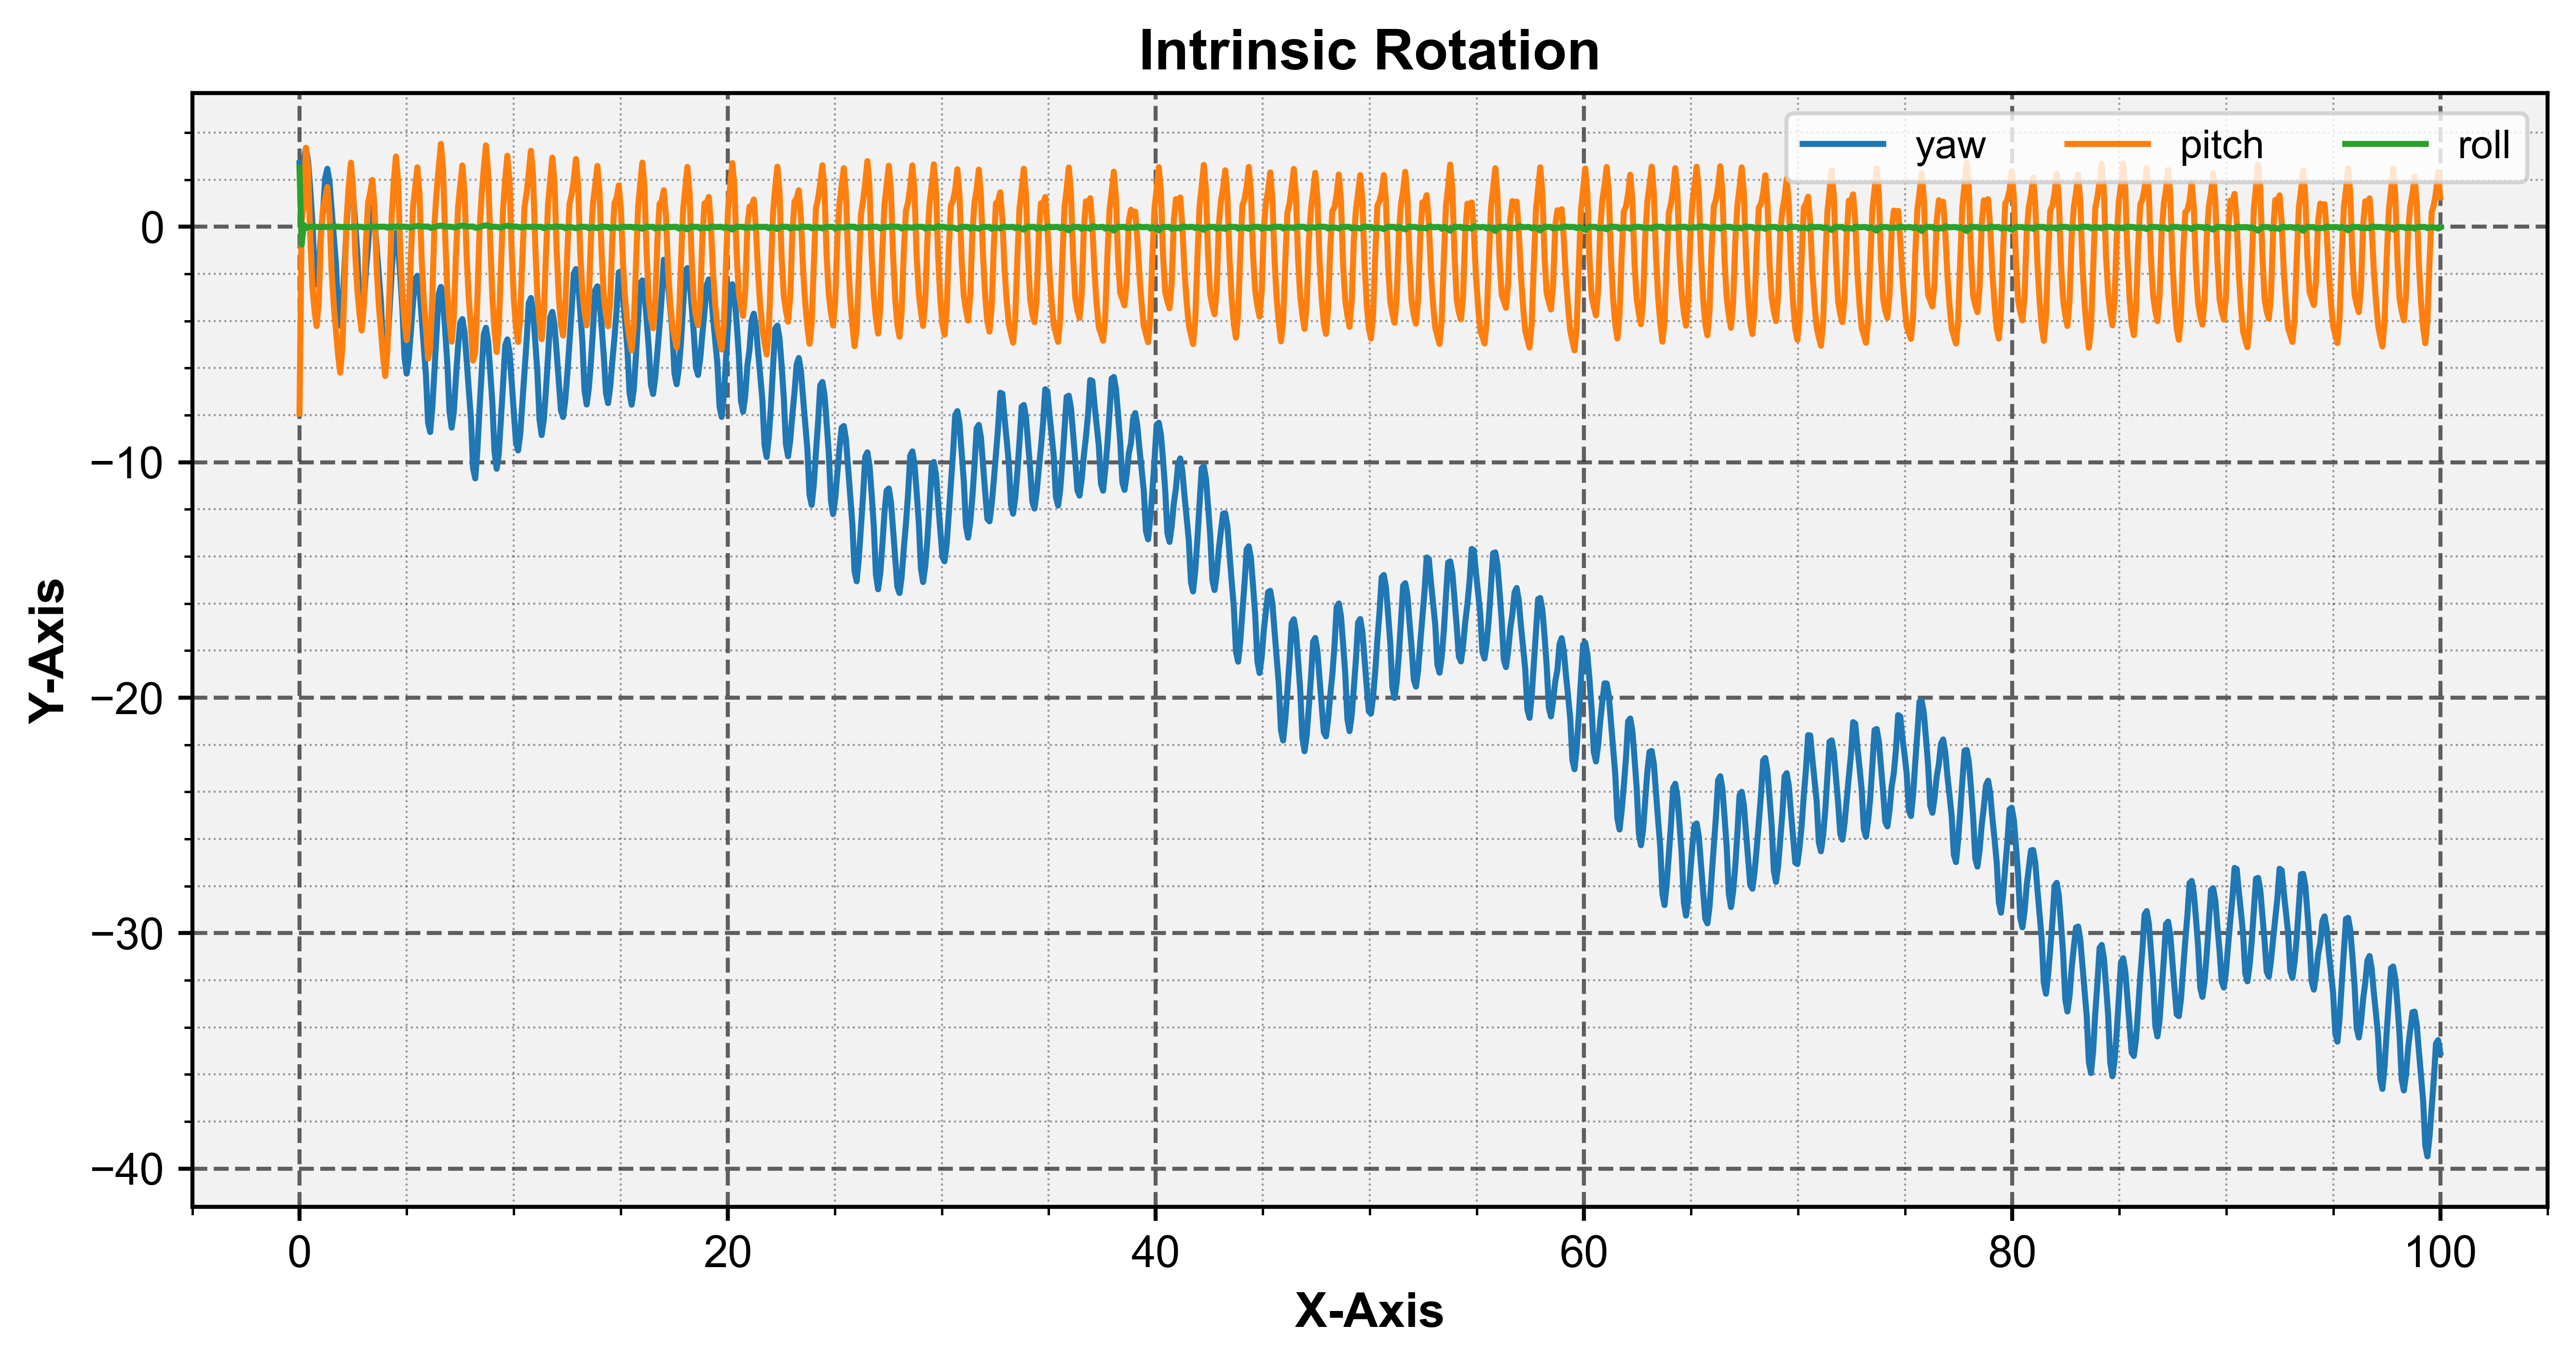 Intrinsic Rotation
yaw pitch roll
0
−10
−20
−30
−40
Y-Axis
0 20 40 60 80 100
X-Axis